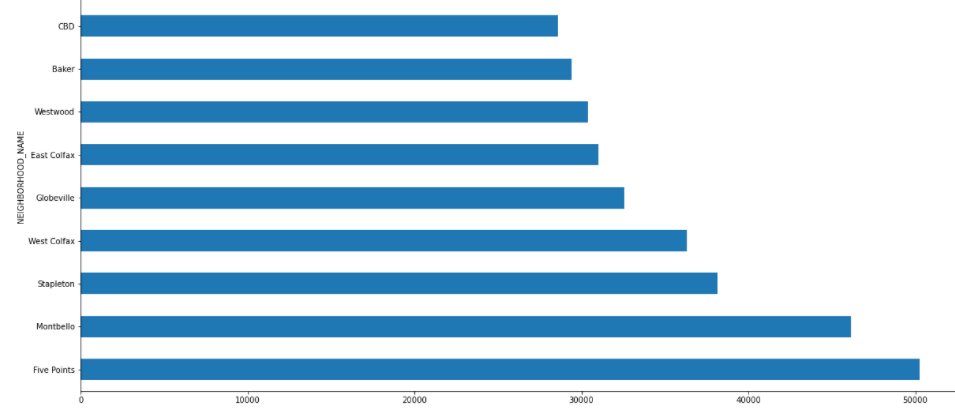 CBD
Baker
Westwood
East Colfax
Globeville
West Colfax
Stapleton
Montbello
Five Points
NEIGHBORHOOD_NAME
0 10000 20000 30000 40000 50000